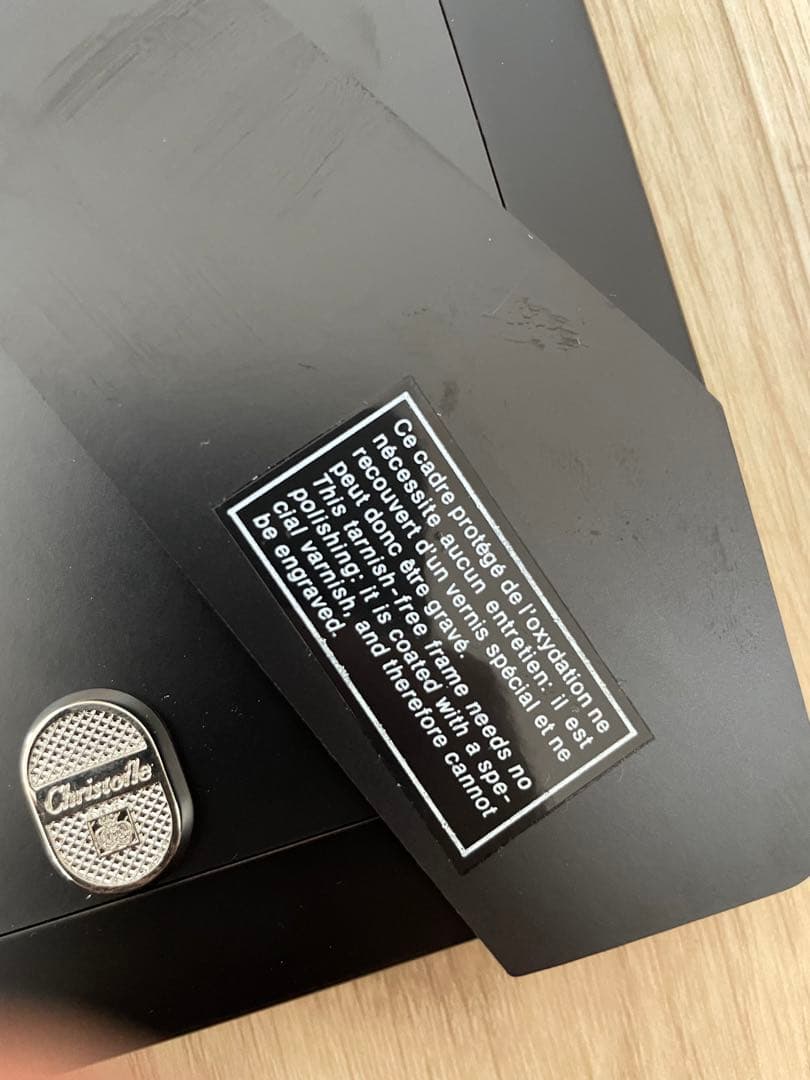 Ce cadre protégé de l'oxydation ne
nécessite aucun entretien: il est
recouvert d'un vernis spécial et ne
peut donc être gravé.
This tarnish-free frame needs no
polishing: it is coated with a spe-
cial varnish, and therefore cannot
be engraved.
Christofle